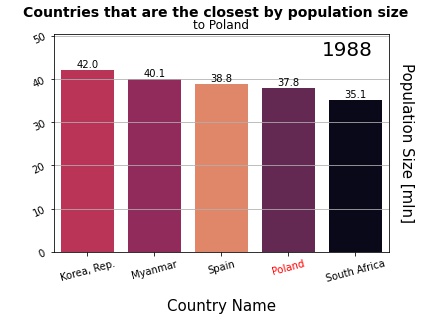 Countries that are the closest by population size
to Poland
1988
50
40
30
20
10
0
42.0
40.1
38.8
37.8
35.1
Population Size [mln]
Korea, Rep.
Myanmar
Spain
Poland
South Africa
Country Name